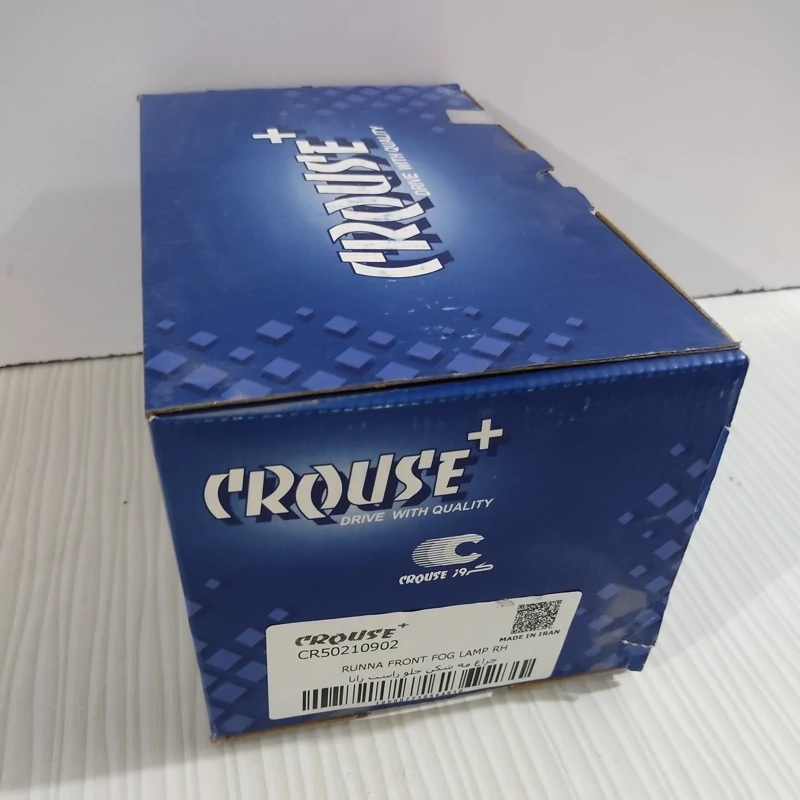 CROUSE+
DRIVE WITH QUALITY
CROUSE+
DRIVE WITH QUALITY
CROUSE کروز
CROUSE+
CR50210902
MADE IN IRAN
RUNNA FRONT FOG LAMP RH
چراغ مه شکن جلو راست رانا